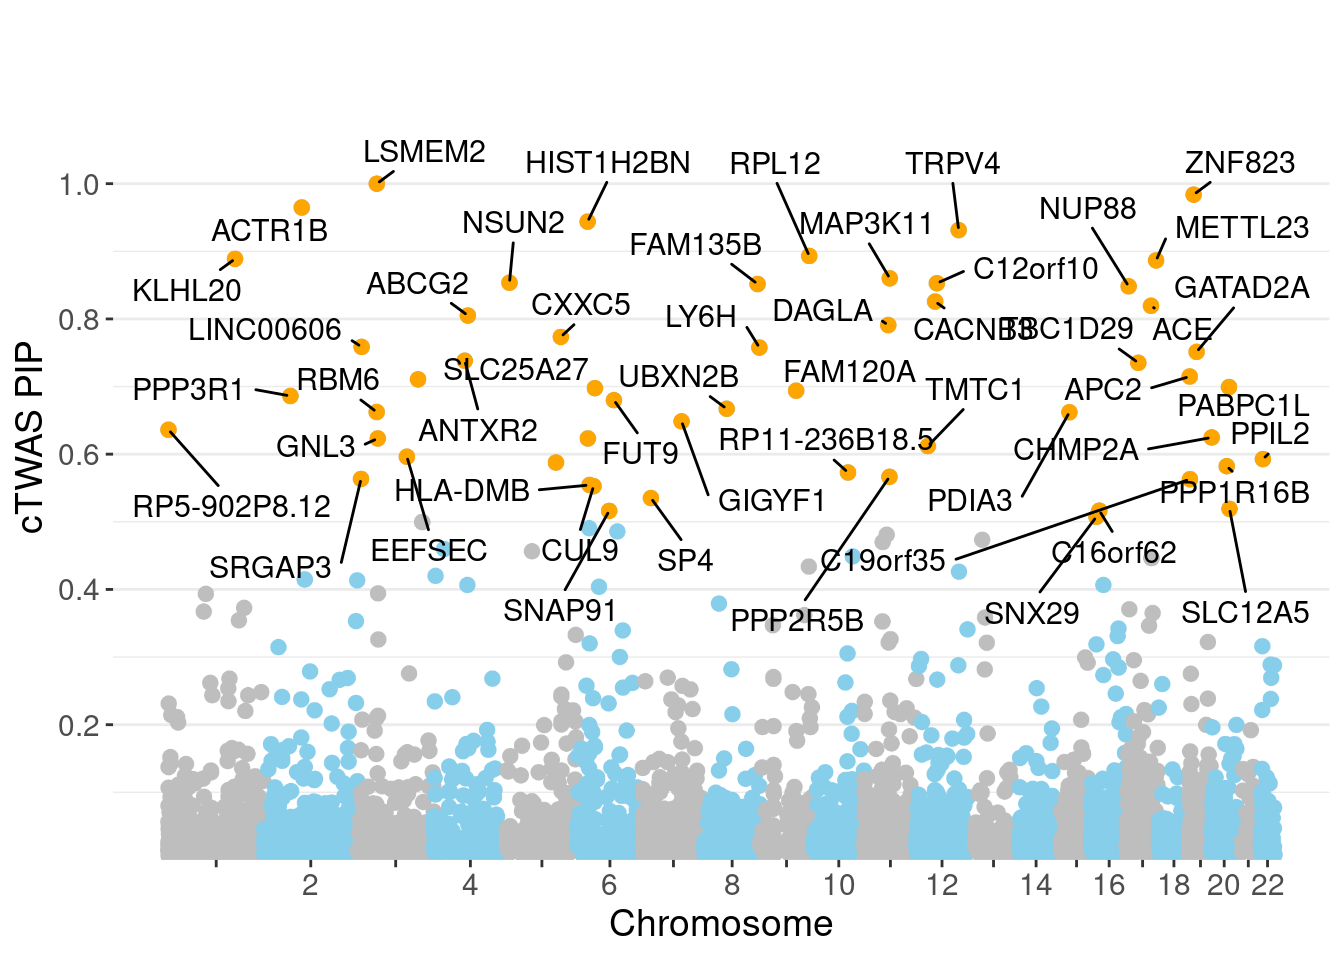 LSMEM2
HIST1H2BN
RPL12
TRPV4
ZNF823
1.0
NUP88
ACTR1B
NSUN2
MAP3K11
METTL23
FAM135B
C12orf10
KLHL20
ABCG2
GATAD2A
CXXC5
LY6H
DAGLA
0.8
LINC00606
CACNB3
TBC1D29
ACE
SLC25A27
UBXN2B
FAM120A
PPP3R1
RBM6
TMTC1
APC2
PABPC1L
ANTXR2
GNL3
RP11-236B18.5
PPIL2
CHMP2A
FUT9
0.6
HLA-DMB
RP5-902P8.12
GIGYF1
PDIA3
PPP1R16B
EEFSEC
CUL9
SP4
C19orf35
C16orf62
SRGAP3
0.4
SNAP91
PPP2R5B
SNX29
SLC12A5
0.2
cTWAS PIP
2
4
6
8
10
12
14
16
18
20
22
Chromosome